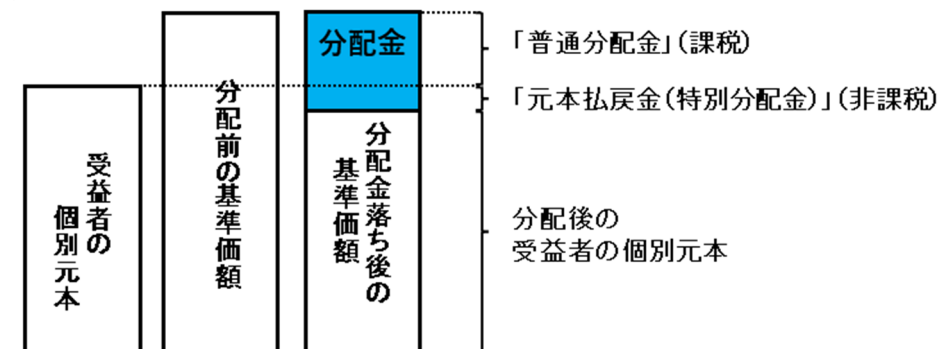 受益者の
個別元本
分配前の基準価額
分配金
分配金落ち後の
基準価額
「普通分配金」（課税）
「元本払戻金（特別分配金）」（非課税）
分配後の
受益者の個別元本